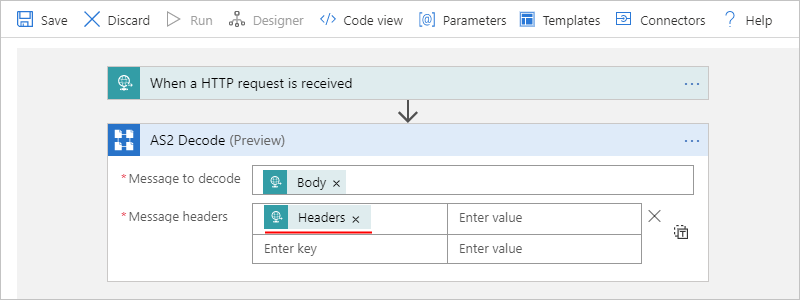 Save Discard Run Designer Code view Parameters Templates Connectors Help
When a HTTP request is received
AS2 Decode (Preview)
* Message to decode Body ×
* Message headers Headers × Enter value
Enter key Enter value